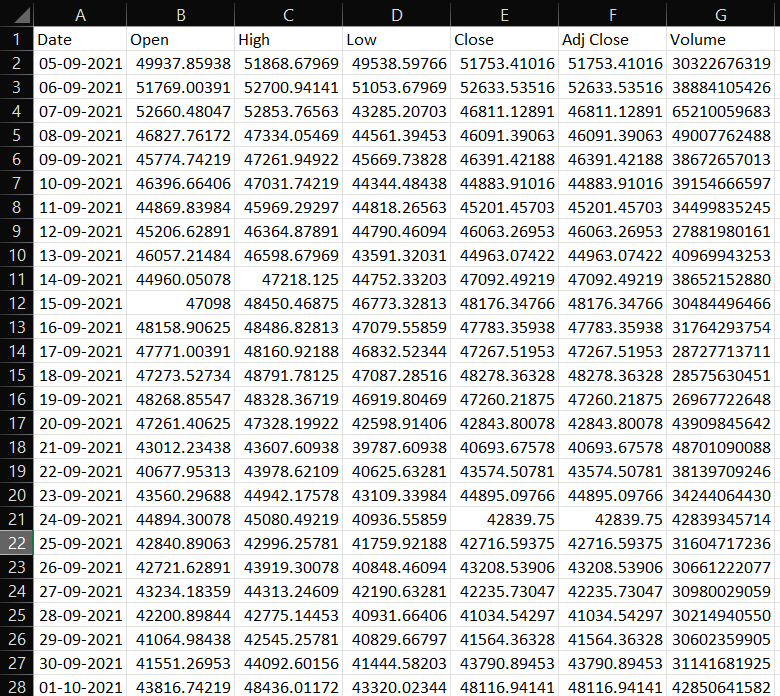 A B C D E F G
1 Date Open High Low Close Adj Close Volume
2 05-09-2021 49937.85938 51868.67969 49538.59766 51753.41016 51753.41016 30322676319
3 06-09-2021 51769.00391 52700.94141 51053.67969 52633.53516 52633.53516 38884105426
4 07-09-2021 52660.48047 52853.76563 43285.20703 46811.12891 46811.12891 65210059683
5 08-09-2021 46827.76172 47334.05469 44561.39453 46091.39063 46091.39063 49007762488
6 09-09-2021 45774.74219 47261.94922 45669.73828 46391.42188 46391.42188 38672657013
7 10-09-2021 46396.66406 47031.74219 44344.48438 44883.91016 44883.91016 39154666597
8 11-09-2021 44869.83984 45969.29297 44818.26563 45201.45703 45201.45703 34499835245
9 12-09-2021 45206.62891 46364.87891 44790.46094 46063.26953 46063.26953 27881980161
10 13-09-2021 46057.21484 46598.67969 43591.32031 44963.07422 44963.07422 40969943253
11 14-09-2021 44960.05078 47218.125 44752.33203 47092.49219 47092.49219 38652152880
12 15-09-2021 47098 48450.46875 46773.32813 48176.34766 48176.34766 30484496466
13 16-09-2021 48158.90625 48486.82813 47079.55859 47783.35938 47783.35938 31764293754
14 17-09-2021 47771.00391 48160.92188 46832.52344 47267.51953 47267.51953 28727713711
15 18-09-2021 47273.52734 48791.78125 47087.28516 48278.36328 48278.36328 28575630451
16 19-09-2021 48268.85547 48328.36719 46919.80469 47260.21875 47260.21875 26967722648
17 20-09-2021 47261.40625 47328.19922 42598.91406 42843.80078 42843.80078 43909845642
18 21-09-2021 43012.23438 43607.60938 39787.60938 40693.67578 40693.67578 48701090088
19 22-09-2021 40677.95313 43978.62109 40625.63281 43574.50781 43574.50781 38139709246
20 23-09-2021 43560.29688 44942.17578 43109.33984 44895.09766 44895.09766 34244064430
21 24-09-2021 44894.30078 45080.49219 40936.55859 42839.75 42839.75 42839345714
22 25-09-2021 42840.89063 42996.25781 41759.92188 42716.59375 42716.59375 31604717236
23 26-09-2021 42721.62891 43919.30078 40848.46094 43208.53906 43208.53906 30661222077
24 27-09-2021 43234.18359 44313.24609 42190.63281 42235.73047 42235.73047 30980029059
25 28-09-2021 42200.89844 42775.14453 40931.66406 41034.54297 41034.54297 30214940550
26 29-09-2021 41064.98438 42545.25781 40829.66797 41564.36328 41564.36328 30602359905
27 30-09-2021 41551.26953 44092.60156 41444.58203 43790.89453 43790.89453 31141681925
28 01-10-2021 43816.74219 48436.01172 43320.02344 48116.94141 48116.94141 42850641582